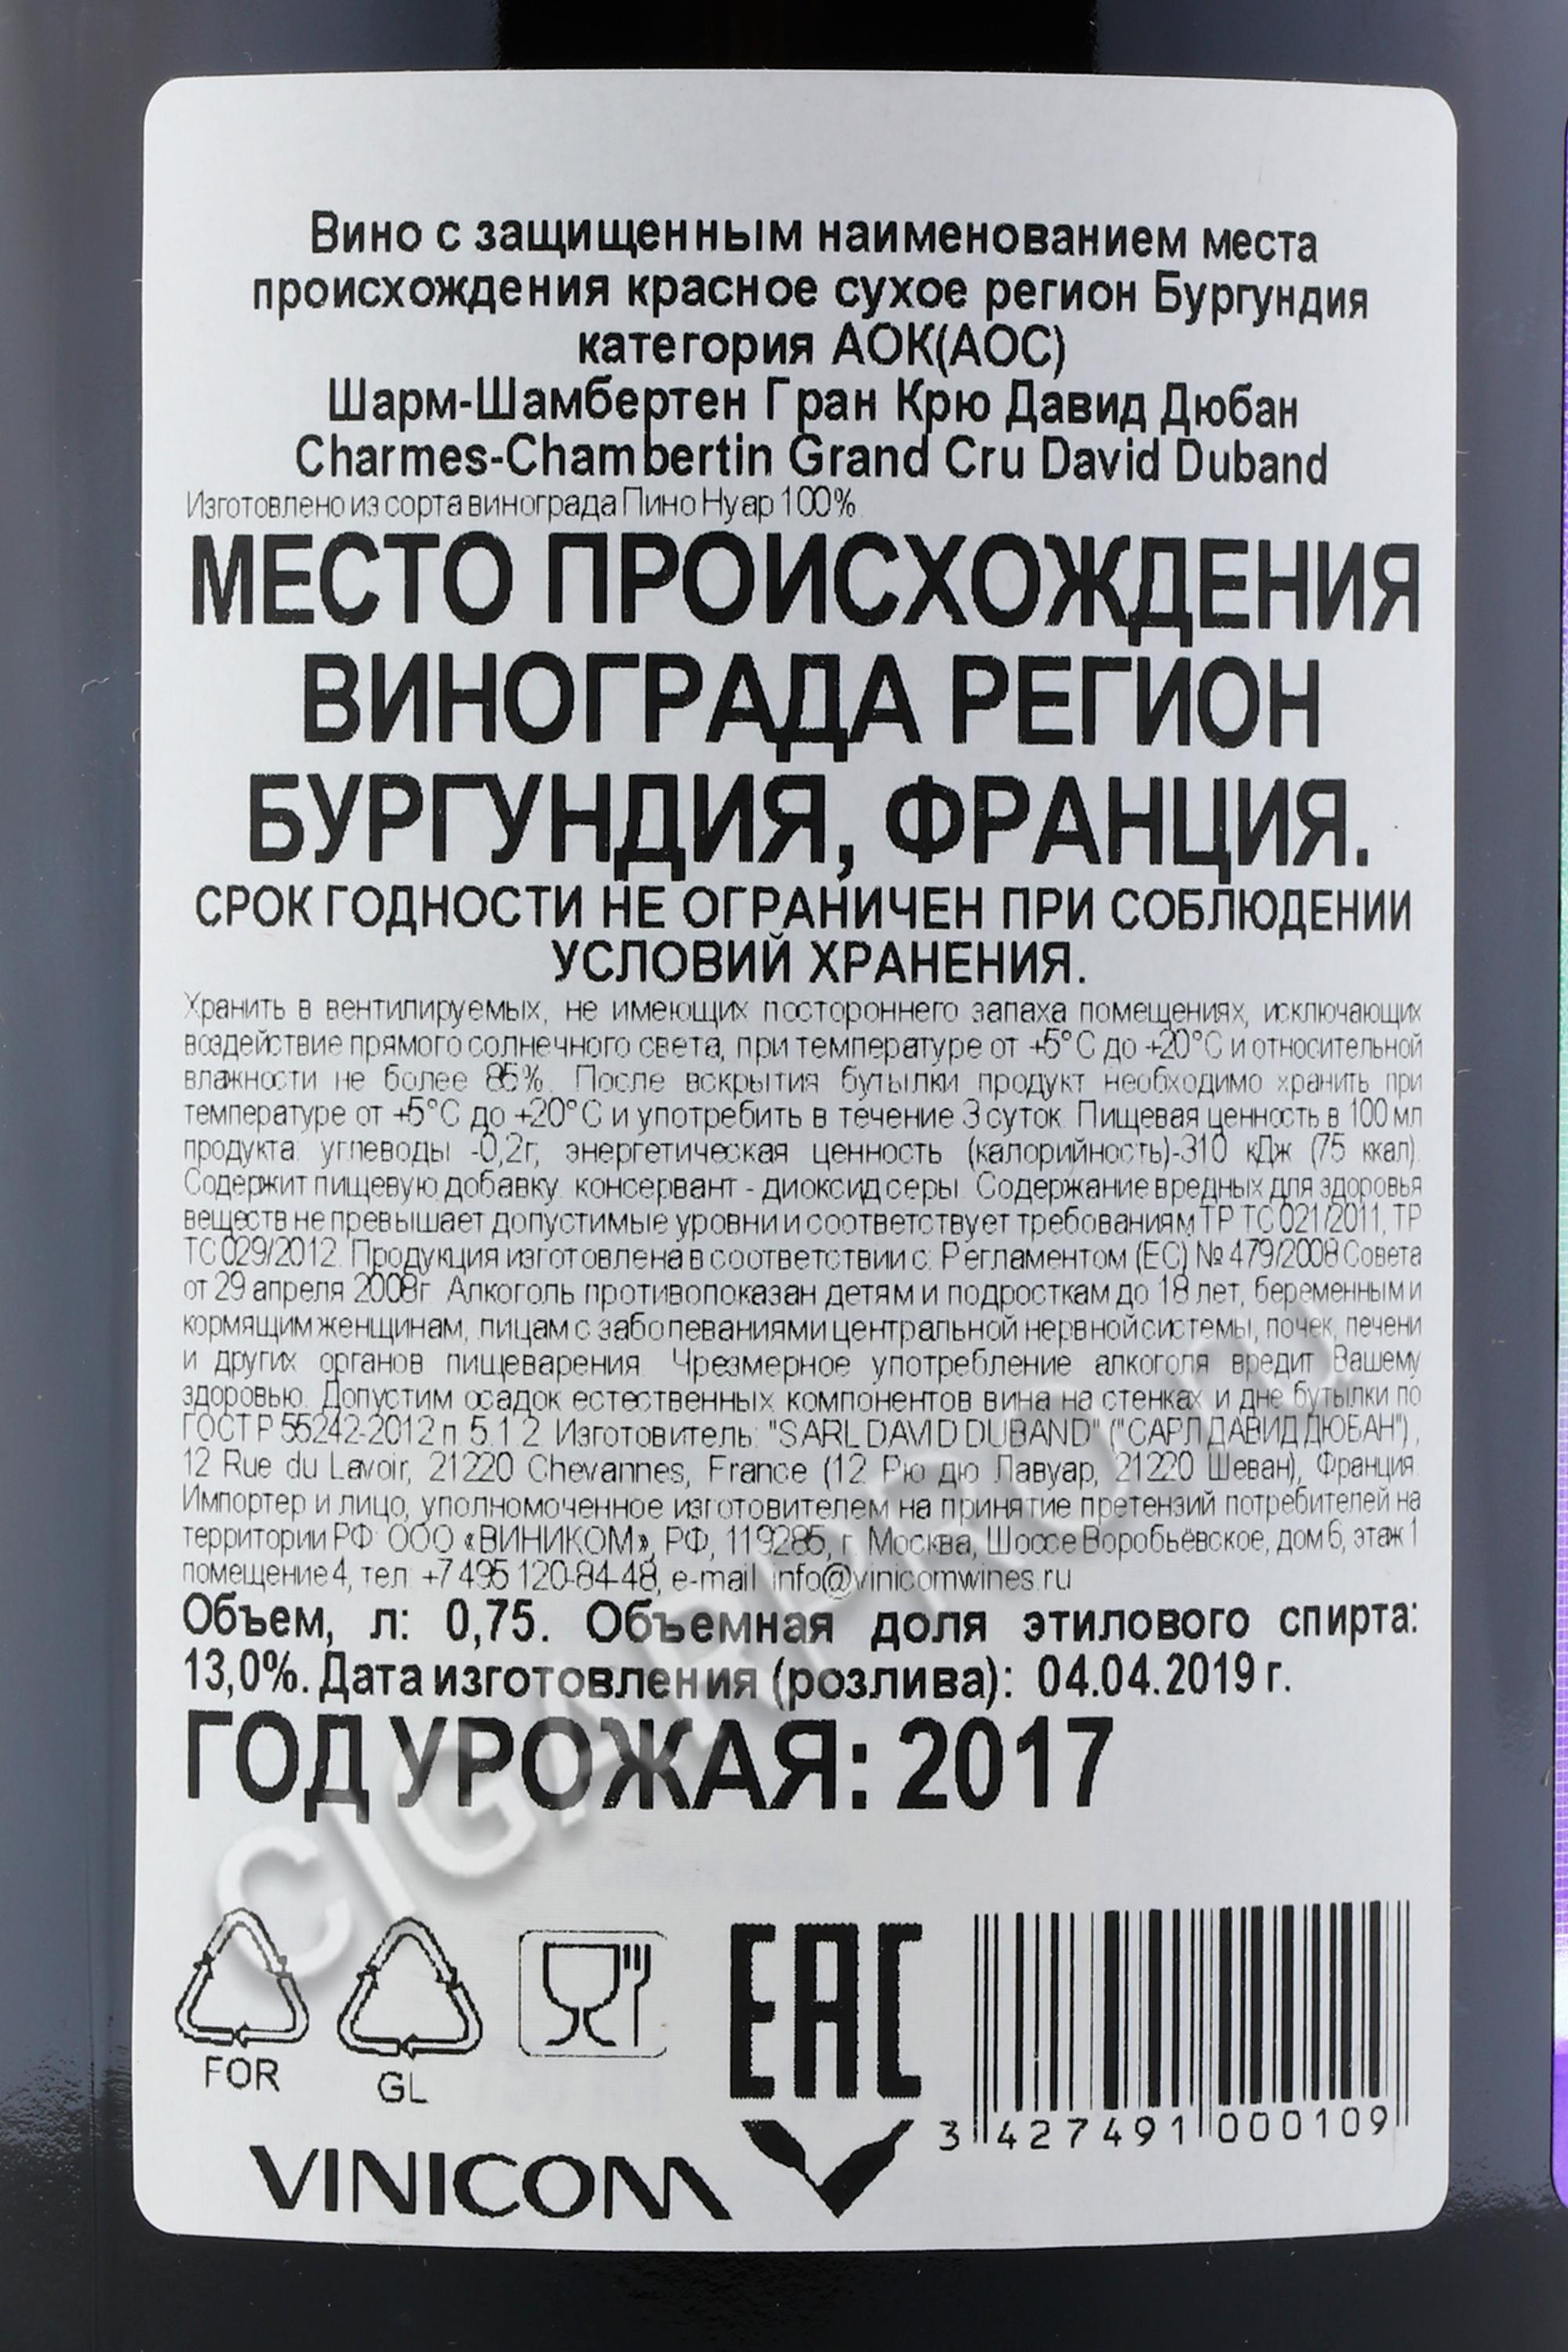 Вино с защищенным наименованием места
происхождения красное сухое регион Бургундия
категория АОК(АОС)
Шарм-Шамбертен Гран Крю Давид Дюбан
Charmes-Chambertin Grand Cru David Duband
Изготовлено из сорта винограда Пино Нуар 100%
МЕСТО ПРОИСХОЖДЕНИЯ
ВИНОГРАДА РЕГИОН
БУРГУНДИЯ, ФРАНЦИЯ.
СРОК ГОДНОСТИ НЕ ОГРАНИЧЕН ПРИ СОБЛЮДЕНИИ
УСЛОВИЙ ХРАНЕНИЯ.
Хранить в вентилируемых, не имеющих постороннего запаха помещениях, исключающих
воздействие прямого солнечного света, при температуре от +5°С до +20°С и относительной
влажности не более 85%. После вскрытия бутылки продукт необходимо хранить при
температуре от +5°С до +20°С и употребить в течение 3 суток. Пищевая ценность в 100 мл
продукта: углеводы -0,2г, энергетическая ценность (калорийность)-310 кДж (75 ккал).
Содержит пищевую добавку: консервант - диоксид серы. Содержание вредных для здоровья
веществ не превышает допустимые уровни и соответствует требованиям ТР ТС 021/2011, ТР
ТС 029/2012. Продукция изготовлена в соответствии с: Регламентом (ЕС) № 479/2008 Совета
от 29 апреля 2008г. Алкоголь противопоказан детям и подросткам до 18 лет, беременным и
кормящим женщинам, лицам с заболеваниями центральной нервной системы, почек, печени
и других органов пищеварения. Чрезмерное употребление алкоголя вредит Вашему
здоровью. Допустим осадок естественных компонентов вина на стенках и дне бутылки по
ГОСТ Р 55242-2012 п. 5.1.2. Изготовитель: "SARL DAVID DUBAND" ("САРЛ ДАВИД ДЮБАН"),
12 Rue du Lavoir, 21220 Chevannes, France (12 Рю дю Лавуар, 21220 Шеван), Франция.
Импортер и лицо, уполномоченное изготовителем на принятие претензий потребителей на
территории РФ: ООО «ВИНИКОМ», РФ, 119285, г. Москва, Шоссе Воробьёвское, дом 6, этаж 1
помещение 4, тел: +7 495 120-84-48, e-mail: info@vinicomwines.ru
Объем, л: 0,75. Объемная доля этилового спирта:
13,0%. Дата изготовления (розлива): 04.04.2019 г.
ГОД УРОЖАЯ: 2017
CIGARPRO.ru
FOR
GL
EAC
3 427491 000109
VINICOM